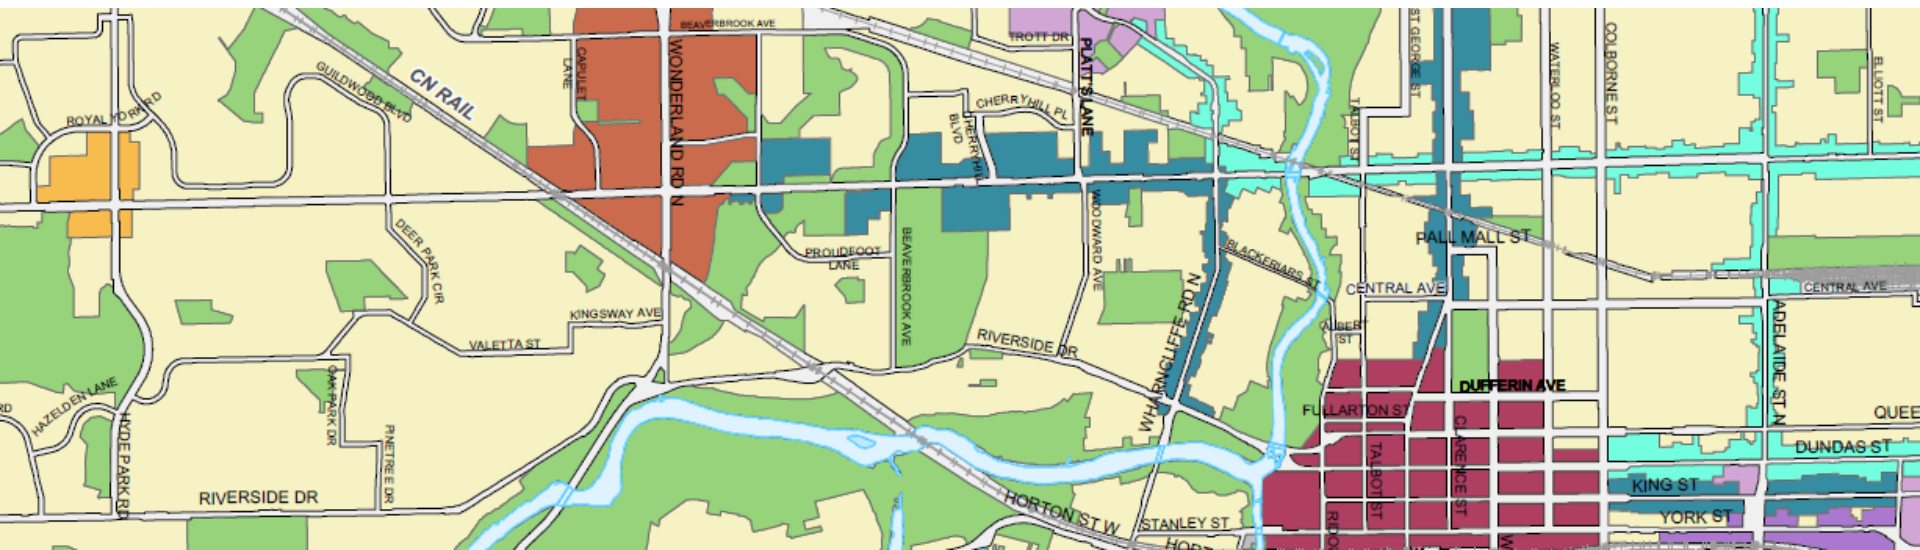 BEAVERBROOK AVE
TROTT DR
PLATT'S LANE
ST GEORGE ST
COLBORNE ST
WATERLOO ST
ELLIOTT ST
CAPULET
LANE
WONDERLAND RD N
CN RAIL
GUILDWOOD BLVD
ROYAL YORK RD
CHERRYHILL PL
CHERRYHILL
BLVD
TALBOT ST
DEER PARK CIR
PROUDFOOT
LANE
BEAVERBROOK AVE
WOODWARD AVE
BLACKFRIARS ST
PALL MALL ST
CENTRAL AVE
CENTRAL AVE
WHARNCLIFFE RD N
ALBERT
ST
ADELAIDE ST N
KINGSWAY AVE
VALETTA ST
RIVERSIDE DR
OAK PARK DR
HAZELDEN LANE
RD
HYDE PARK RD
PINETREE DR
RIVERSIDE DR
DUFFERIN AVE
FULLARTON ST
CLARENCE ST
TALBOT ST
QUEE
DUNDAS ST
KING ST
YORK ST
HORTON ST W
STANLEY ST
HORT
RIDO
W